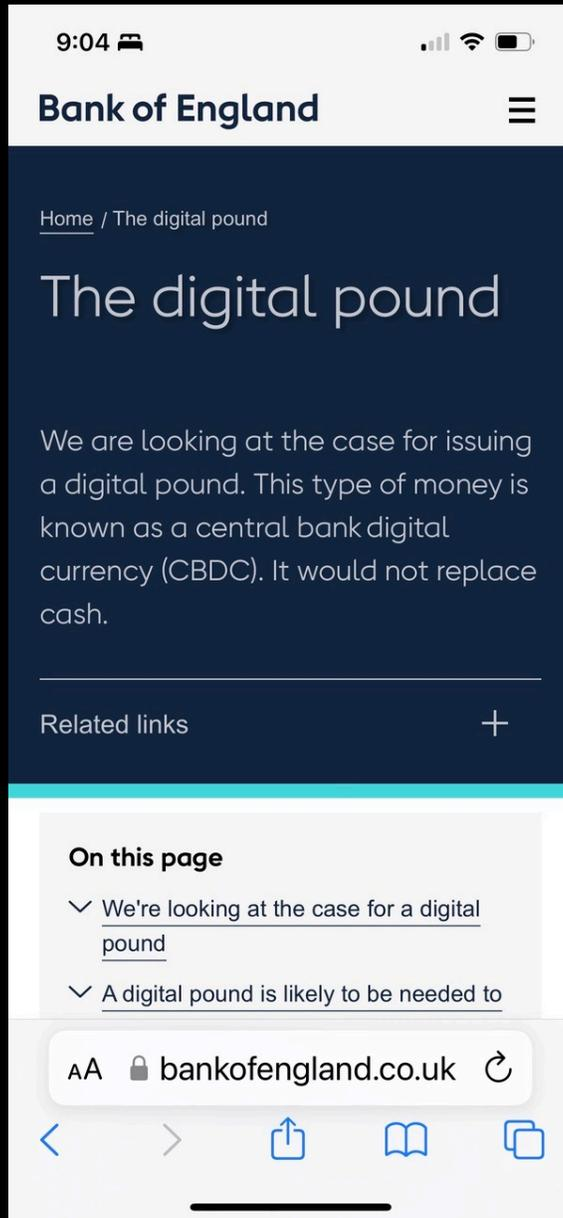 9:04
Bank of England
Home / The digital pound
The digital pound
We are looking at the case for issuing
a digital pound. This type of money is
known as a central bank digital
currency (CBDC). It would not replace
cash.
Related links
On this page
We're looking at the case for a digital
pound
A digital pound is likely to be needed to
AA bankofengland.co.uk